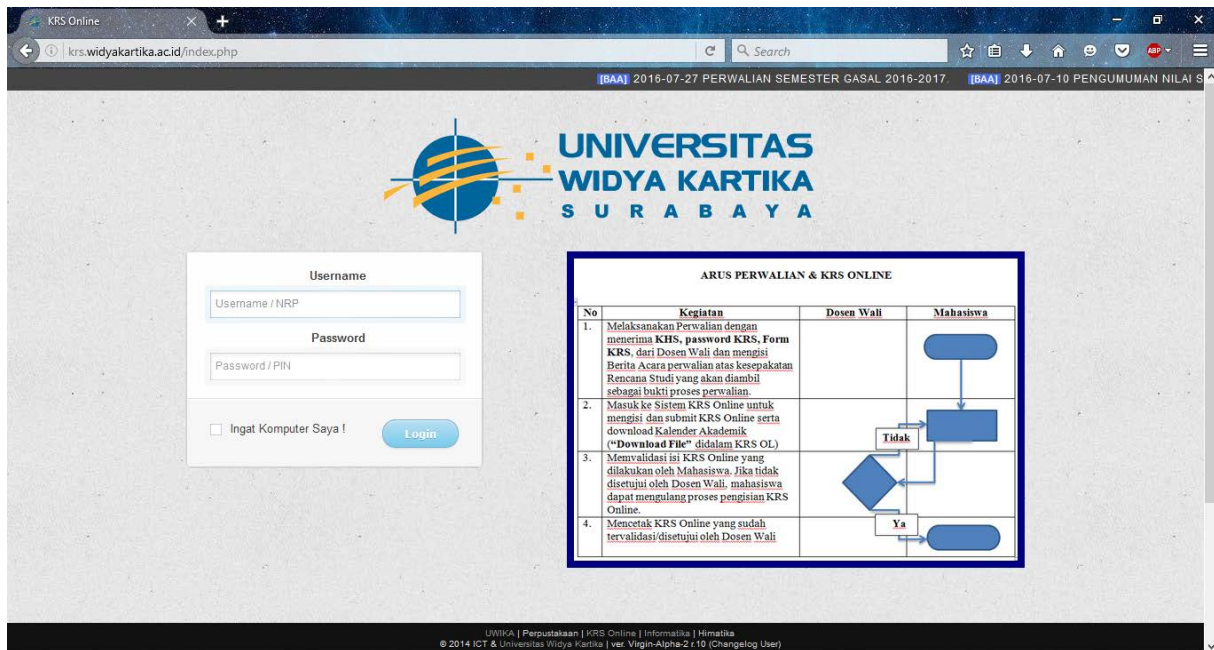 KRS Online
krs.widyakartika.ac.id/index.php
Search
ABP
[BAA] 2016-07-27 PERWALIAN SEMESTER GASAL 2016-2017. [BAA] 2016-07-10 PENGUMUMAN NILAI S
UNIVERSITAS
WIDYA KARTIKA
SURABAYA
Username
Username / NRP
Password
Password / PIN
Ingat Komputer Saya !
Login
ARUS PERWALIAN & KRS ONLINE
No Kegiatan Dosen Wali Mahasiswa
1. Melaksanakan Perwalian dengan
menerima KHS, password KRS, Form
KRS, dari Dosen Wali dan mengisi
Berita Acara perwalian atas kesepakatan
Rencana Studi yang akan diambil
sebagai bukti proses perwalian.
2. Masuk ke Sistem KRS Online untuk
mengisi dan submit KRS Online serta
download Kalender Akademik
(“Download File” didalam KRS OL)
Tidak
3. Memvalidasi isi KRS Online yang
dilakukan oleh Mahasiswa. Jika tidak
disetujui oleh Dosen Wali, mahasiswa
dapat mengulang proses pengisian KRS
Online.
4. Mencetak KRS Online yang sudah
tervalidasi/disetujui oleh Dosen Wali
Ya
UWIKA | Perpustakaan | KRS Online | Informatika | Himatika
© 2014 ICT & Universitas Widya Kartika | ver. Virgin-Alpha-2 r.10 (Changelog User)